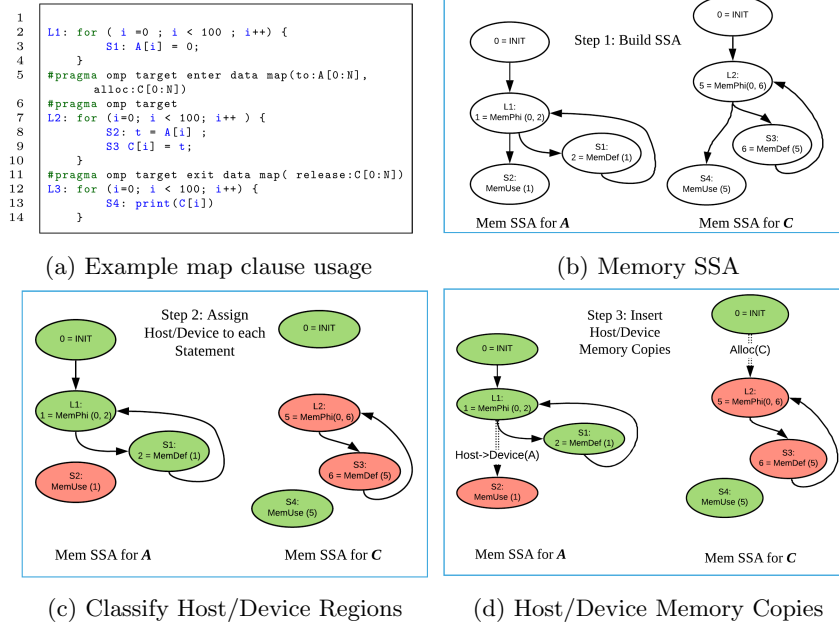 1
2 L1: for ( i =0 ; i < 100 ; i++) {
3 S1: A[i] = 0;
4 }
5 #pragma omp target enter data map(to:A[0:N],
alloc:C[0:N])
6 #pragma omp target
7 L2: for (i=0; i < 100; i++ ) {
8 S2: t = A[i] ;
9 S3 C[i] = t;
10 }
11 #pragma omp target exit data map( release:C[0:N])
12 L3: for (i=0; i < 100; i++) {
13 S4: print(C[i])
14 }
(a) Example map clause usage
Step 1: Build SSA
0 = INIT
L1:
1 = MemPhi (0, 2)
S1:
2 = MemDef (1)
S2:
MemUse (1)
Mem SSA for A
0 = INIT
L2:
5 = MemPhi (0, 6)
S3:
6 = MemDef (5)
S4:
MemUse (5)
Mem SSA for C
(b) Memory SSA
Step 2: Assign
Host/Device to each
Statement
0 = INIT
L1:
1 = MemPhi (0, 2)
S1:
2 = MemDef (1)
S2:
MemUse (1)
Mem SSA for A
0 = INIT
L2:
5 = MemPhi(0, 6)
S3:
6 = MemDef (5)
S4:
MemUse (5)
Mem SSA for C
(c) Classify Host/Device Regions
Step 3: Insert
Host/Device
Memory Copies
0 = INIT
L1:
1 = MemPhi (0, 2)
S1:
2 = MemDef (1)
Host->Device(A)
S2:
MemUse (1)
Mem SSA for A
0 = INIT
Alloc(C)
L2:
5 = MemPhi(0, 6)
S3:
6 = MemDef (5)
S4:
MemUse (5)
Mem SSA for C
(d) Host/Device Memory Copies